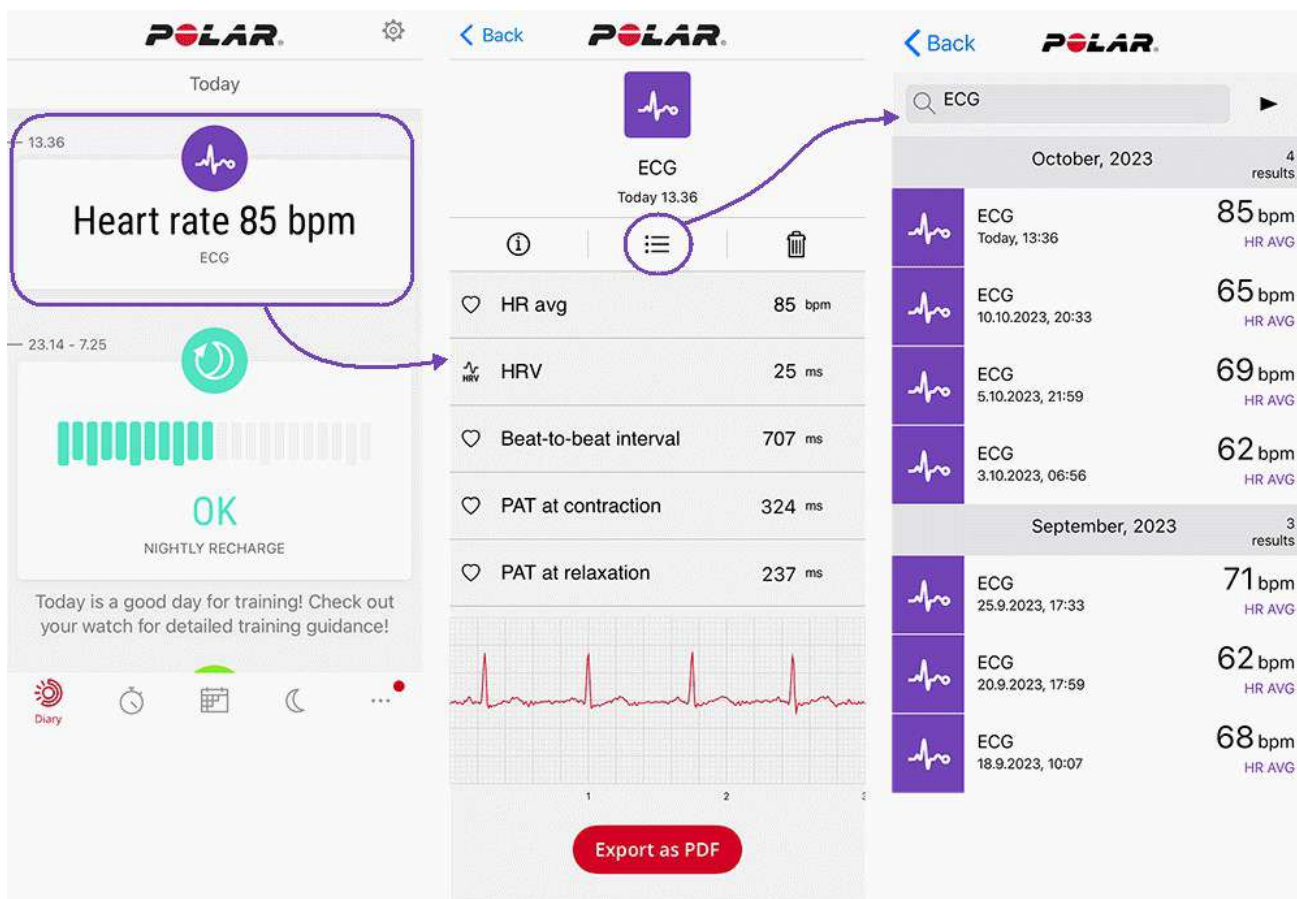 POLAR.
Today
13.36
Heart rate 85 bpm
ECG
23.14 - 7.25
OK
NIGHTLY RECHARGE
Today is a good day for training! Check out
your watch for detailed training guidance!
Diary
Back
POLAR.
ECG
Today 13.36
HR avg 85 bpm
HRV
HRV 25 ms
Beat-to-beat interval 707 ms
PAT at contraction 324 ms
PAT at relaxation 237 ms
1 2
Export as PDF
Back
POLAR.
ECG
October, 2023 4
results
ECG 85 bpm
Today, 13:36 HR AVG
ECG 65 bpm
10.10.2023, 20:33 HR AVG
ECG 69 bpm
5.10.2023, 21:59 HR AVG
ECG 62 bpm
3.10.2023, 06:56 HR AVG
September, 2023 3
results
ECG 71 bpm
25.9.2023, 17:33 HR AVG
ECG 62 bpm
20.9.2023, 17:59 HR AVG
ECG 68 bpm
18.9.2023, 10:07 HR AVG